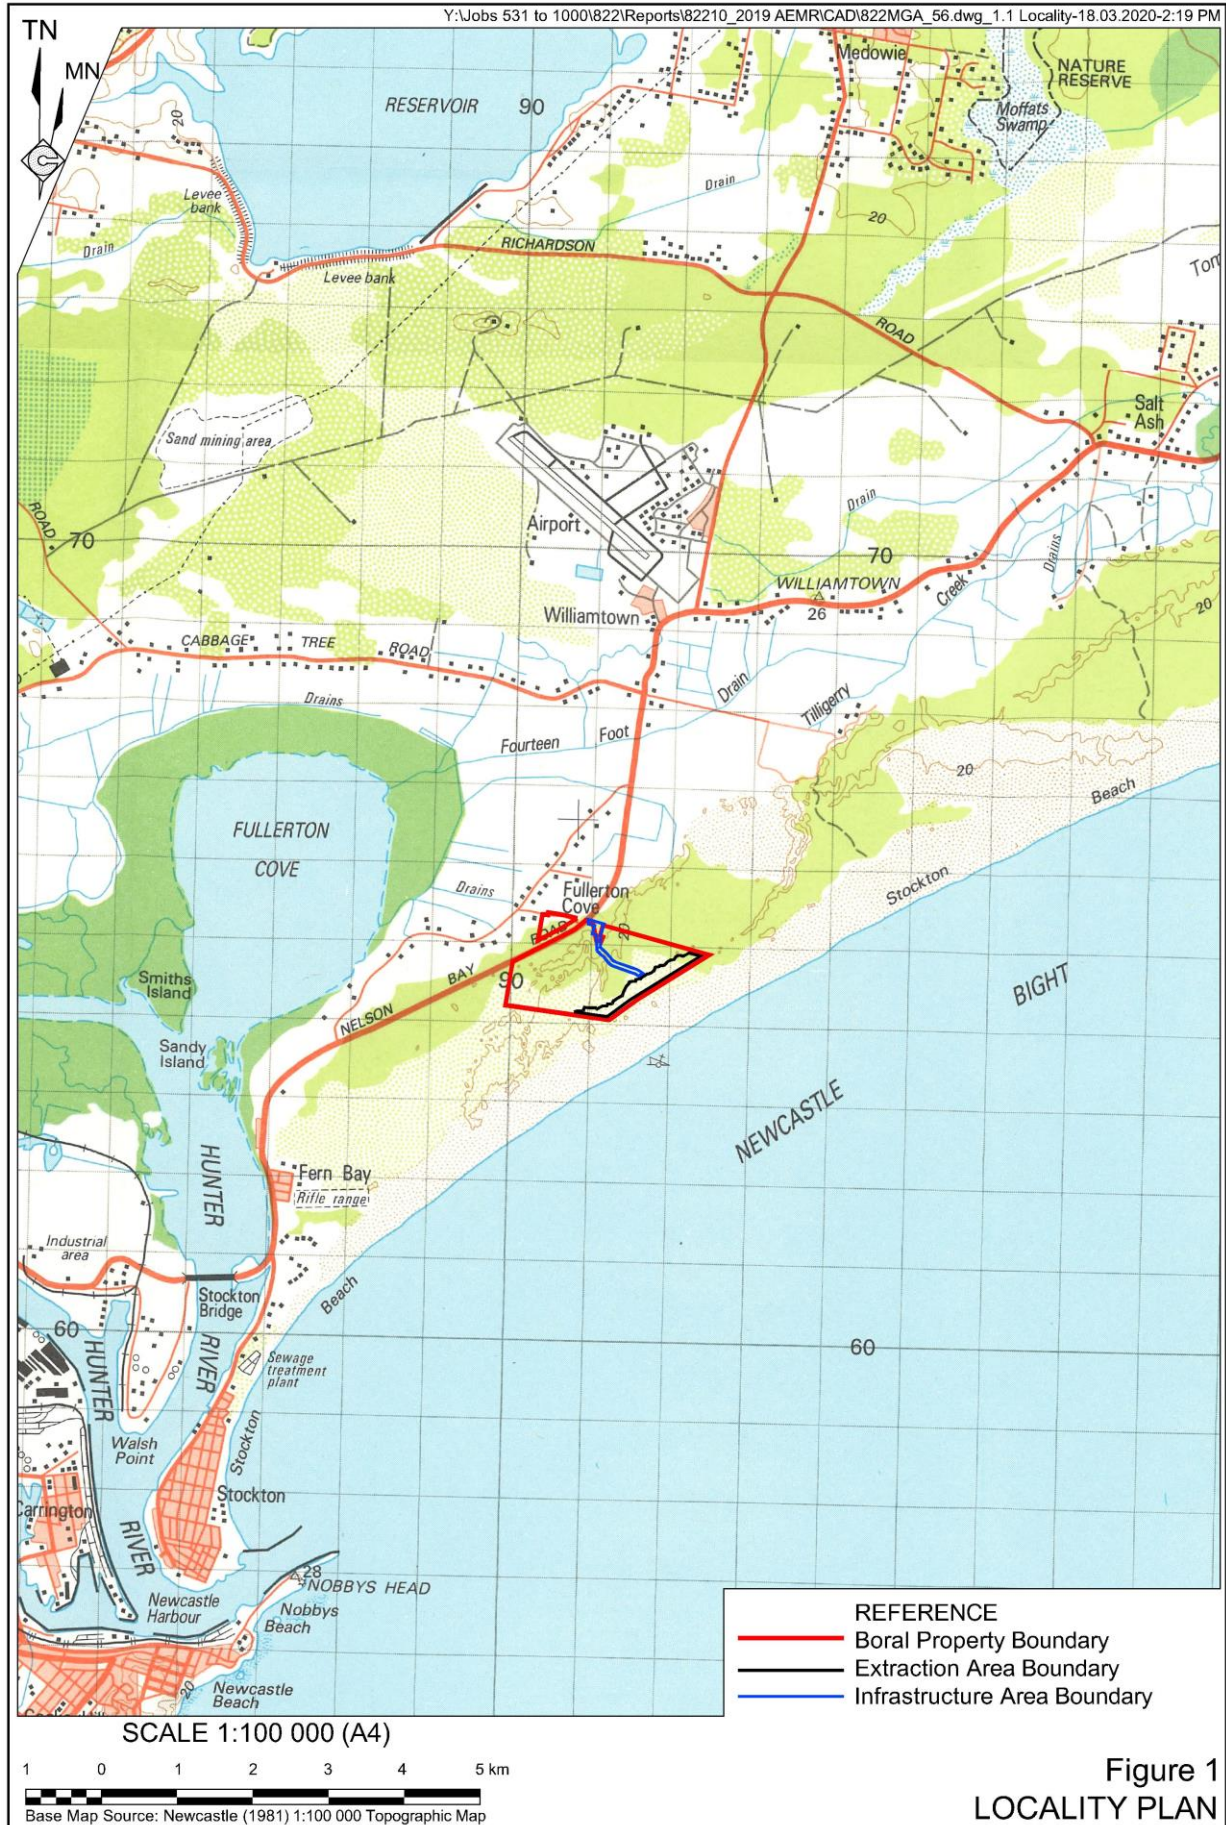 Y:\Jobs 531 to 1000\822\Reports\82210_2019 AEMR\CAD\822MGA_56.dwg_1.1 Locality-18.03.2020-2:19 PM
TN
MN
RESERVOIR
90
Medowie
NATURE
RESERVE
Moffats
Swamp
20
Levee
bank
Drain
Drain
20
RICHARDSON
Levee bank
ROAD
Salt
Ash
Sand mining area
ROAD
70
Airport
Drain
70
Drains
WILLIAMTOWN
26
Creek
20
Williamtown
CABBAGE TREE ROAD
Drains
Drain
Tilligerry
Fourteen Foot
20
Beach
FULLERTON
COVE
Stockton
Drains
Fullerton
Cove
ROAD
20
BAY
90
NELSON
Smiths
Island
BIGHT
Sandy
Island
NEWCASTLE
HUNTER
Fern Bay
Rifle range
Industrial
area
Stockton
Bridge
Beach
60
60
HUNTER
RIVER
Sewage
treatment
plant
Walsh
Point
Stockton
Stockton
Carrington
RIVER
28
NOBBYS HEAD
Newcastle
Harbour
Nobbys
Beach
20
Newcastle
Beach
REFERENCE
Boral Property Boundary
Extraction Area Boundary
Infrastructure Area Boundary
SCALE 1:100 000 (A4)
1 0 1 2 3 4 5 km
Base Map Source: Newcastle (1981) 1:100 000 Topographic Map
Figure 1
LOCALITY PLAN